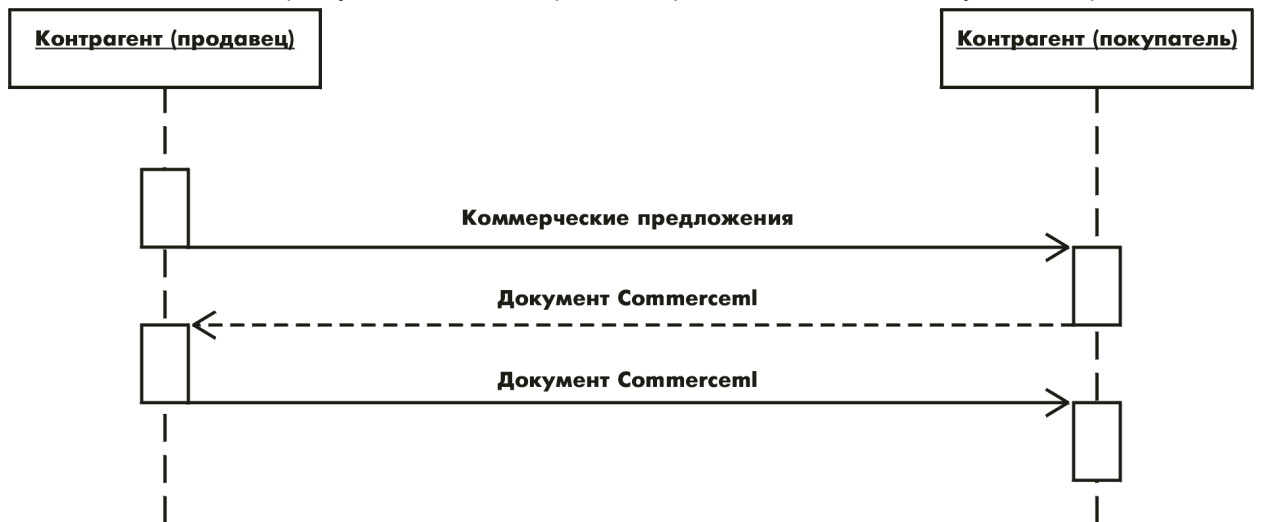 Контрагент (продавец)
Контрагент (покупатель)
Коммерческие предложения
Документ Commerceml
Документ Commerceml